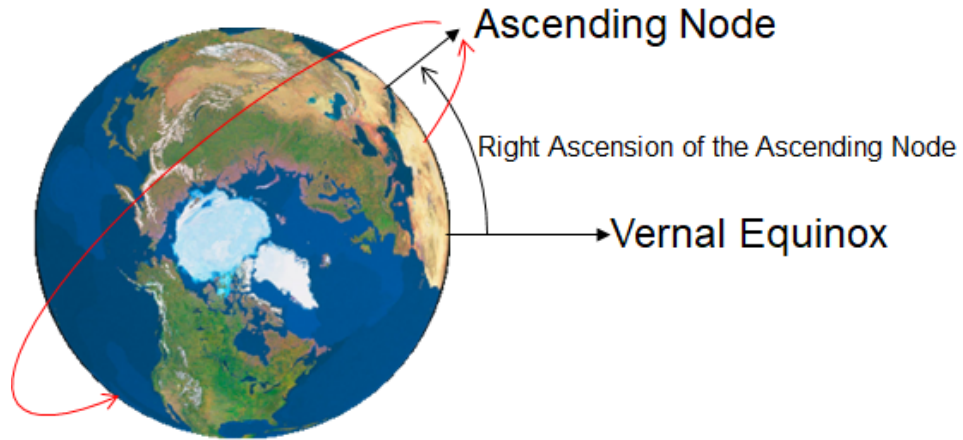 Ascending Node
Right Ascension of the Ascending Node
Vernal Equinox